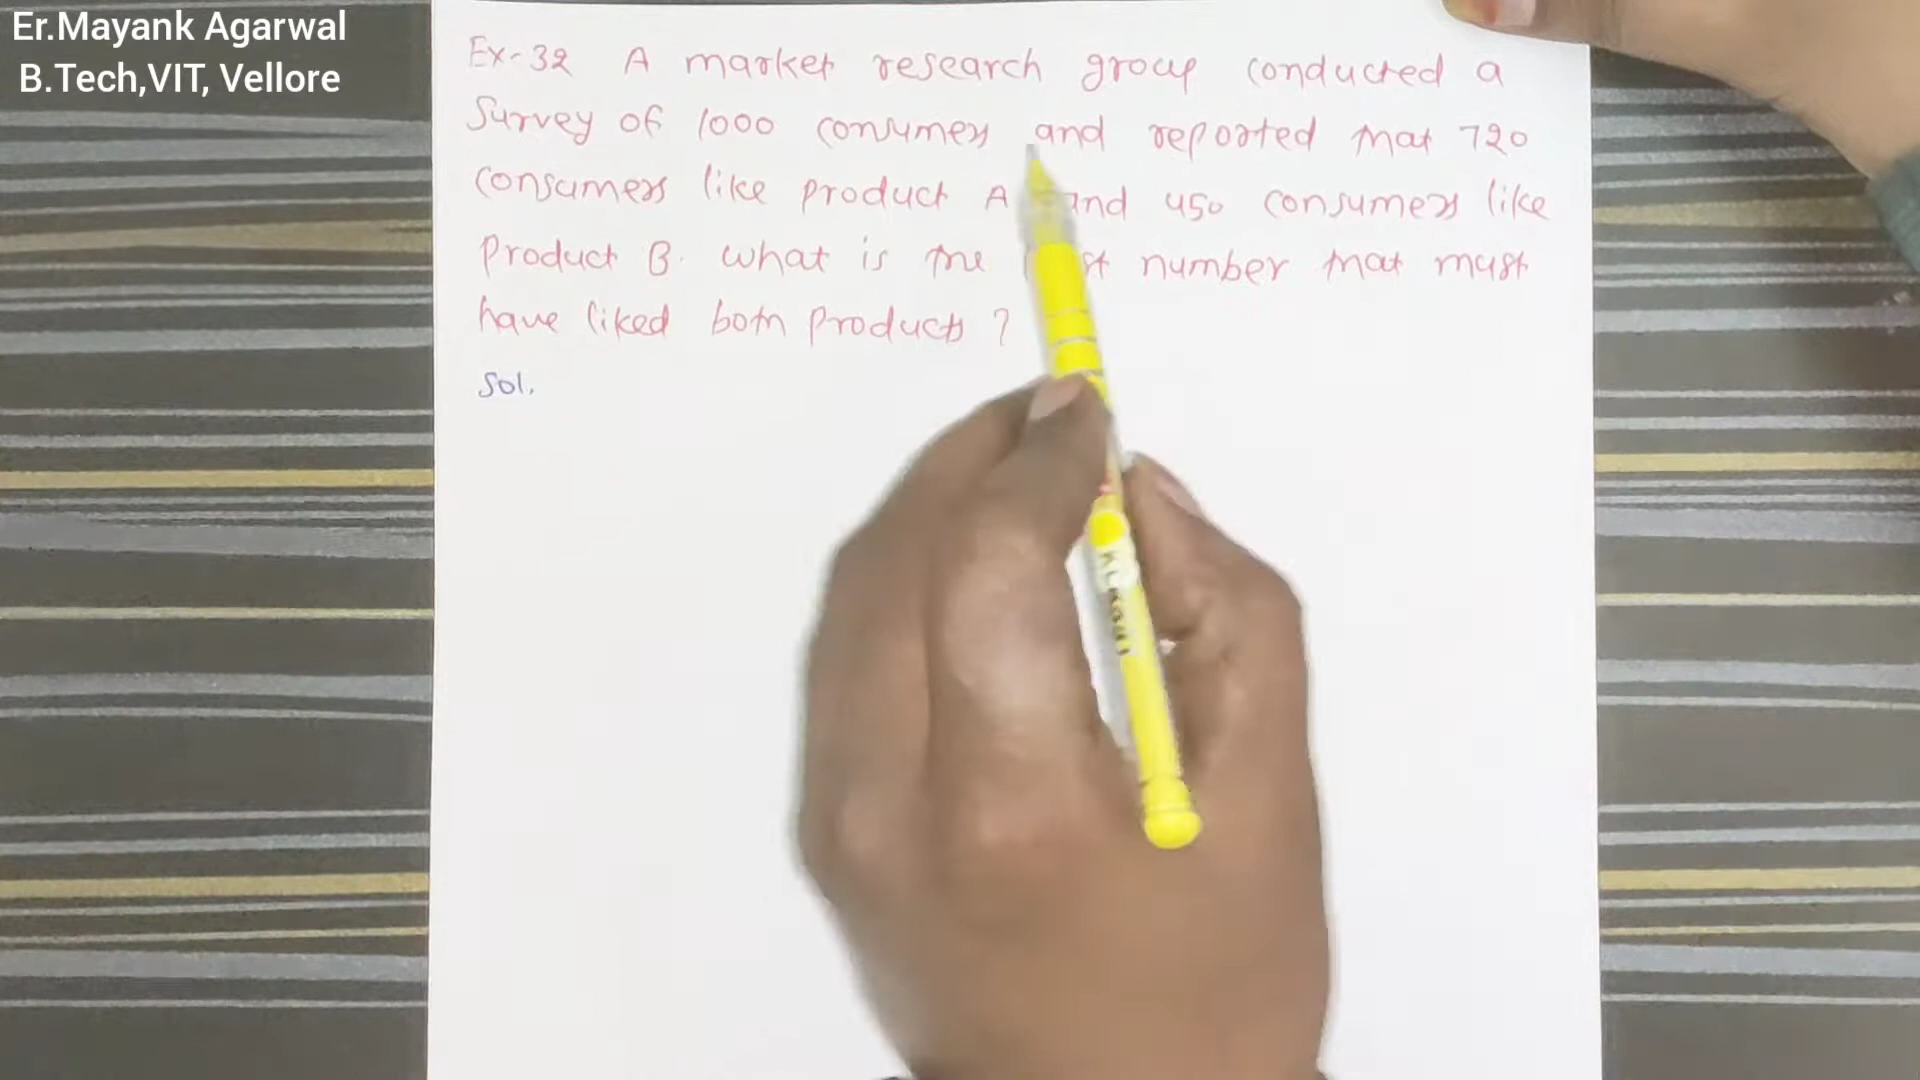 Er.Mayank Agarwal
B.Tech,VIT, Vellore
Ex-32 A market research group conducted a
Survey of 1000 consumers and reported that 720
consumers like product A and 450 consumers like
Product B. what is the number that must
have liked both products ?
Sol.